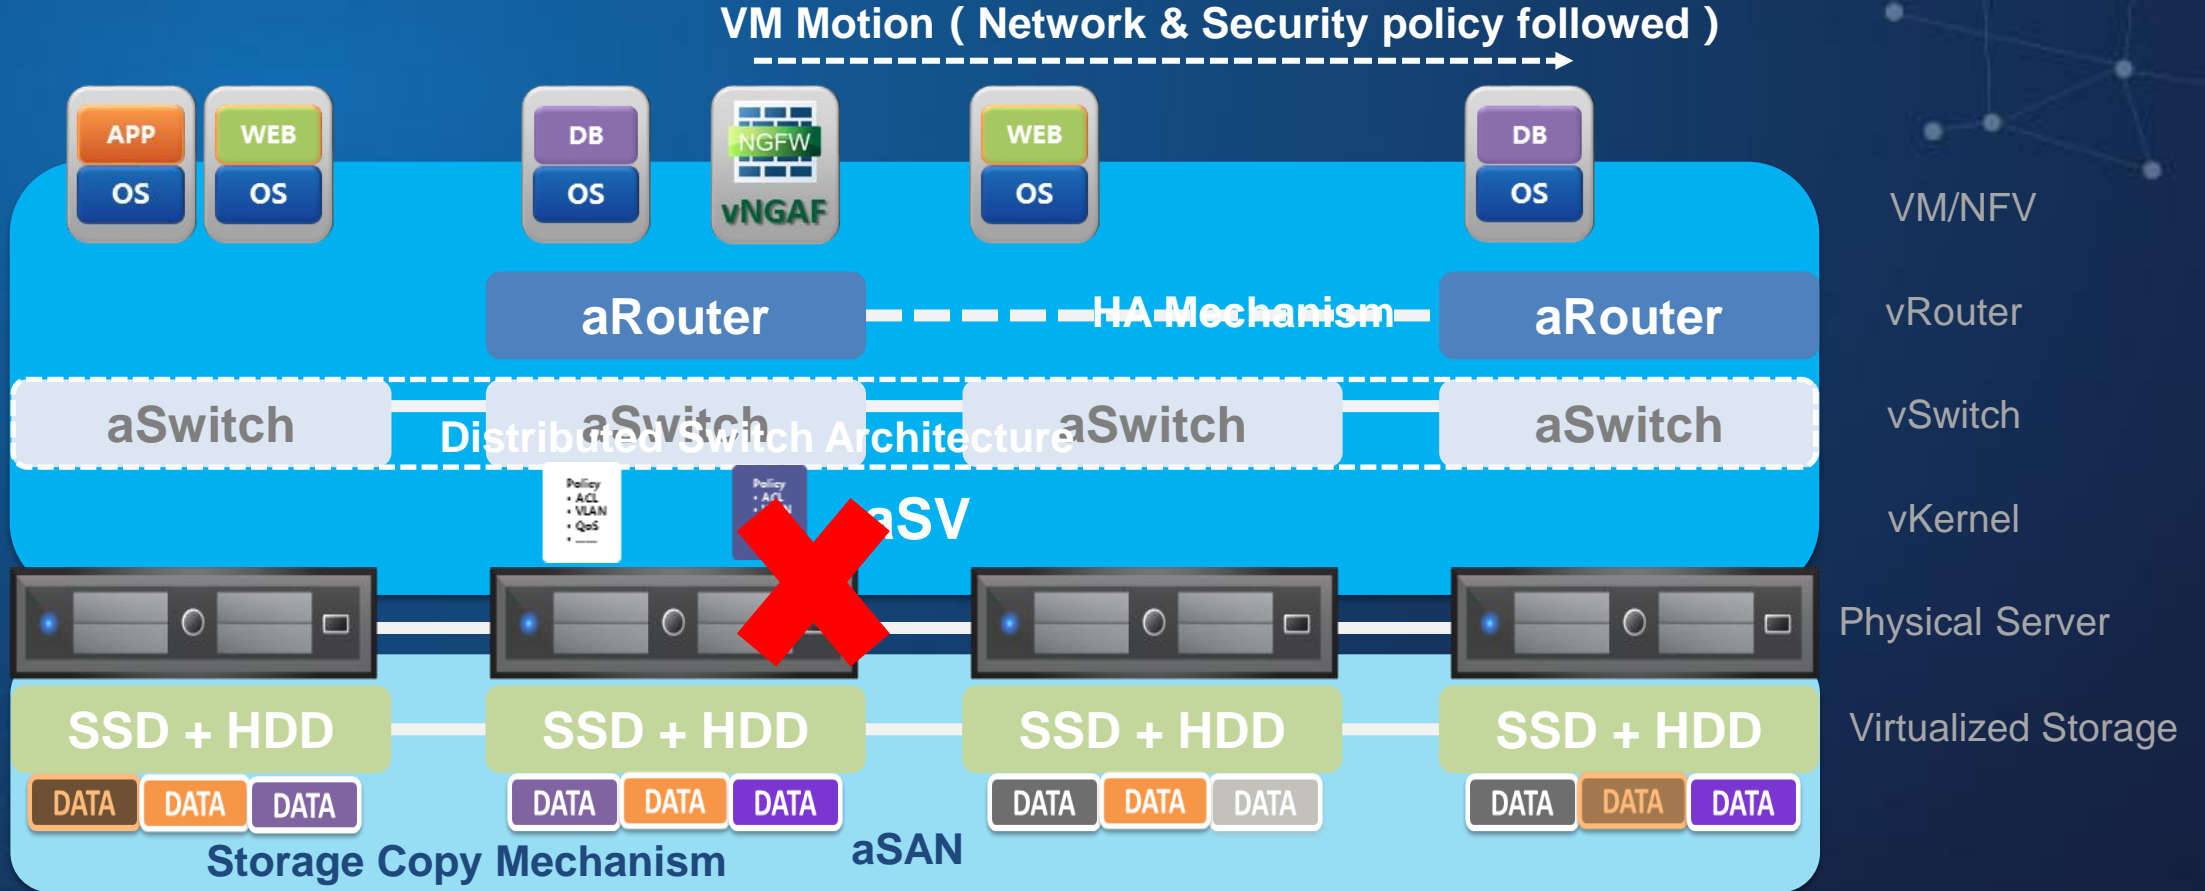 VM Motion ( Network & Security policy followed )
APP
OS
WEB
OS
DB
OS
NGFW
vNGAF
WEB
OS
DB
OS
VM/NFV
aRouter
HA Mechanism
aRouter
vRouter
aSwitch
aSwitch
aSwitch
aSwitch
vSwitch
Distributed Switch Architecture
Policy
• ACL
• VLAN
• QoS
• ......
Policy
• ACL
aSV
vKernel
Physical Server
SSD + HDD
SSD + HDD
SSD + HDD
SSD + HDD
Virtualized Storage
DATA
DATA
DATA
DATA
DATA
DATA
DATA
DATA
DATA
DATA
DATA
DATA
Storage Copy Mechanism
aSAN